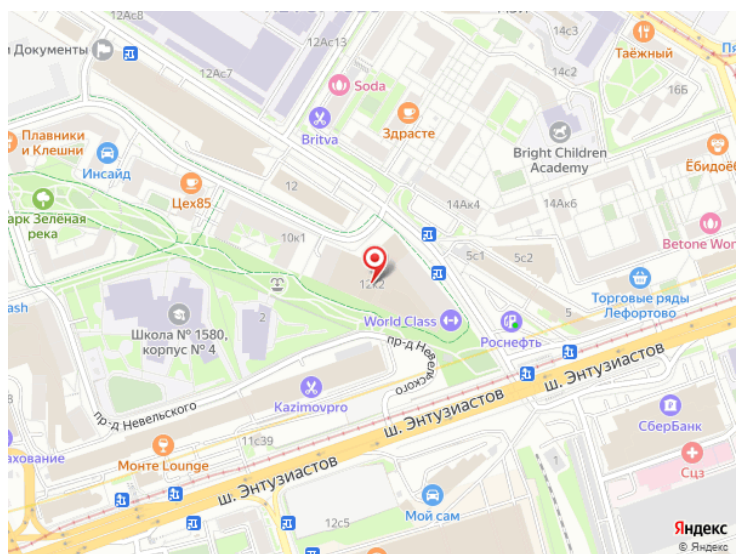 12Ас8
и Документы
12Ас7
12Ас13
14с3
14с2
Таёжный
16Б
Soda
Britva
Здрасте
Плавники
и Клешни
Инсайд
Цех85
12
Bright Children
Academy
14Ак4
14Ак6
Betone
арк Зелёная
река
10к1
12к2
5с1
5с2
5
Торговые ряды
Лефортово
World Class
Роснефть
Школа № 1580,
корпус № 4
2
пр-д Невельского
пр-д Невельского
Kazimovpro
ш. Энтузиастов
ш. Энтузиастов
ш. Энтузиастов
11с39
Монте Lounge
СберБанк
Сцз
1
Мой сам
12с5
Яндекс
© Яндекс